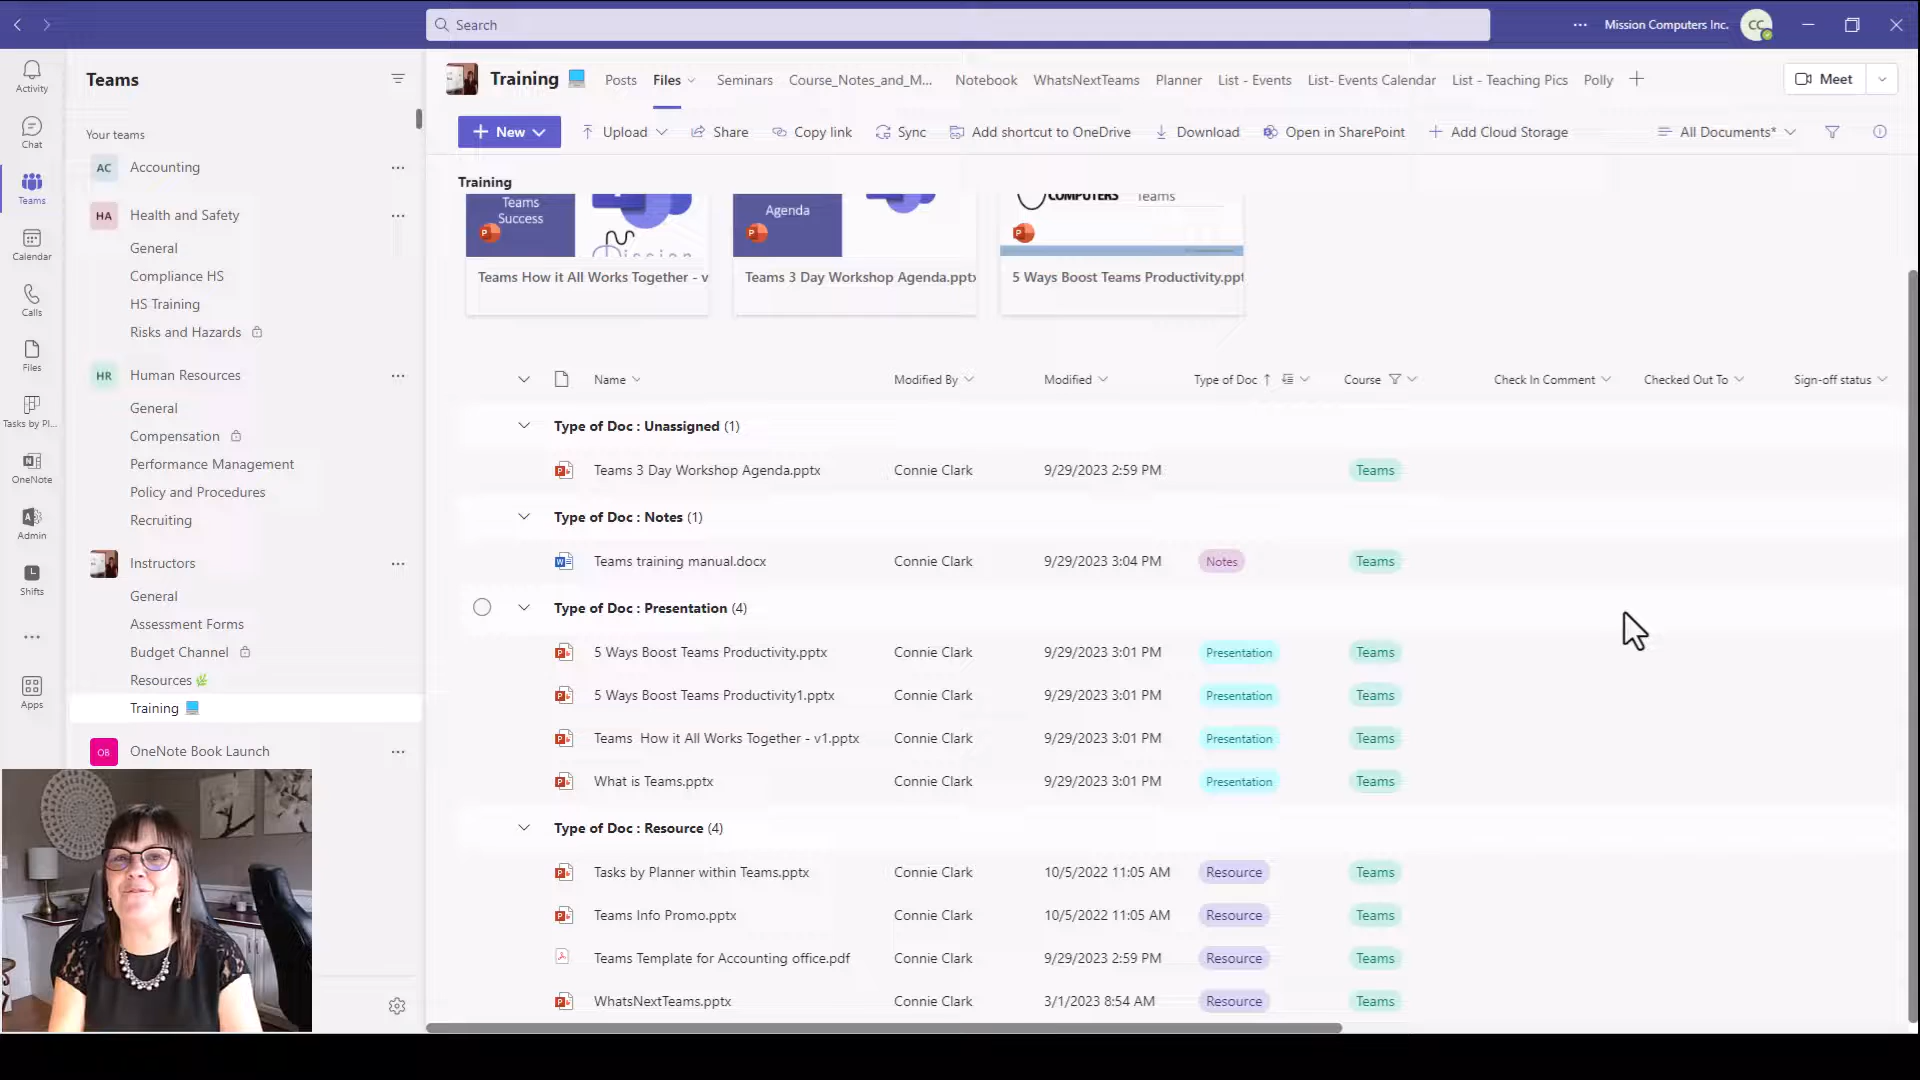 Search
Mission Computers Inc.
CC
Activity
Chat
Teams
Calendar
Calls
Files
Tasks by Pl...
OneNote
Admin
Shifts
Apps
Teams
Your teams
AC Accounting
HA Health and Safety
General
Compliance HS
HS Training
Risks and Hazards
HR Human Resources
General
Compensation
Performance Management
Policy and Procedures
Recruiting
Instructors
General
Assessment Forms
Budget Channel
Resources
Training
OB OneNote Book Launch
Training Posts Files Seminars Course_Notes_and_M... Notebook WhatsNextTeams Planner List - Events List- Events Calendar List - Teaching Pics Polly
Meet
New Upload Share Copy link Sync Add shortcut to OneDrive Download Open in SharePoint Add Cloud Storage All Documents*
Training
Teams
Success
Agenda
COMPUTERS Teams
Teams How it All Works Together - v
Teams 3 Day Workshop Agenda.pptx
5 Ways Boost Teams Productivity.ppt
Name Modified By Modified Type of Doc Course Check In Comment Checked Out To Sign-off status
Type of Doc : Unassigned (1)
Teams 3 Day Workshop Agenda.pptx Connie Clark 9/29/2023 2:59 PM Teams
Type of Doc : Notes (1)
Teams training manual.docx Connie Clark 9/29/2023 3:04 PM Notes Teams
Type of Doc : Presentation (4)
5 Ways Boost Teams Productivity.pptx Connie Clark 9/29/2023 3:01 PM Presentation Teams
5 Ways Boost Teams Productivity1.pptx Connie Clark 9/29/2023 3:01 PM Presentation Teams
Teams How it All Works Together - v1.pptx Connie Clark 9/29/2023 3:01 PM Presentation Teams
What is Teams.pptx Connie Clark 9/29/2023 3:01 PM Presentation Teams
Type of Doc : Resource (4)
Tasks by Planner within Teams.pptx Connie Clark 10/5/2022 11:05 AM Resource Teams
Teams Info Promo.pptx Connie Clark 10/5/2022 11:05 AM Resource Teams
Teams Template for Accounting office.pdf Connie Clark 9/29/2023 2:59 PM Resource Teams
WhatsNextTeams.pptx Connie Clark 3/1/2023 8:54 AM Resource Teams